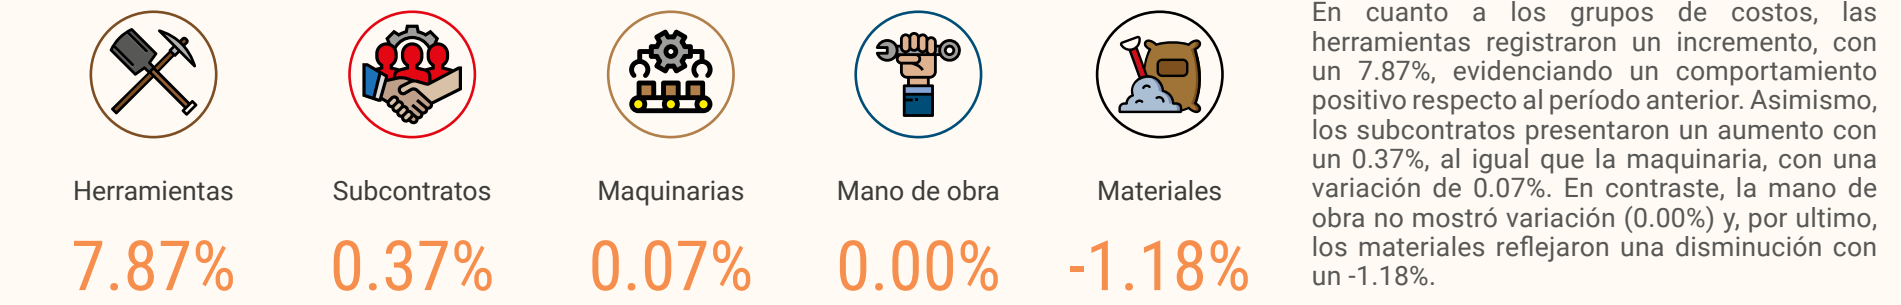 Herramientas
7.87%
Subcontratos
0.37%
Maquinarias
0.07%
Mano de obra
0.00%
Materiales
-1.18%
En cuanto a los grupos de costos, las
herramientas registraron un incremento, con
un 7.87%, evidenciando un comportamiento
positivo respecto al período anterior. Asimismo,
los subcontratos presentaron un aumento con
un 0.37%, al igual que la maquinaria, con una
variación de 0.07%. En contraste, la mano de
obra no mostró variación (0.00%) y, por ultimo,
los materiales reflejaron una disminución con
un -1.18%.